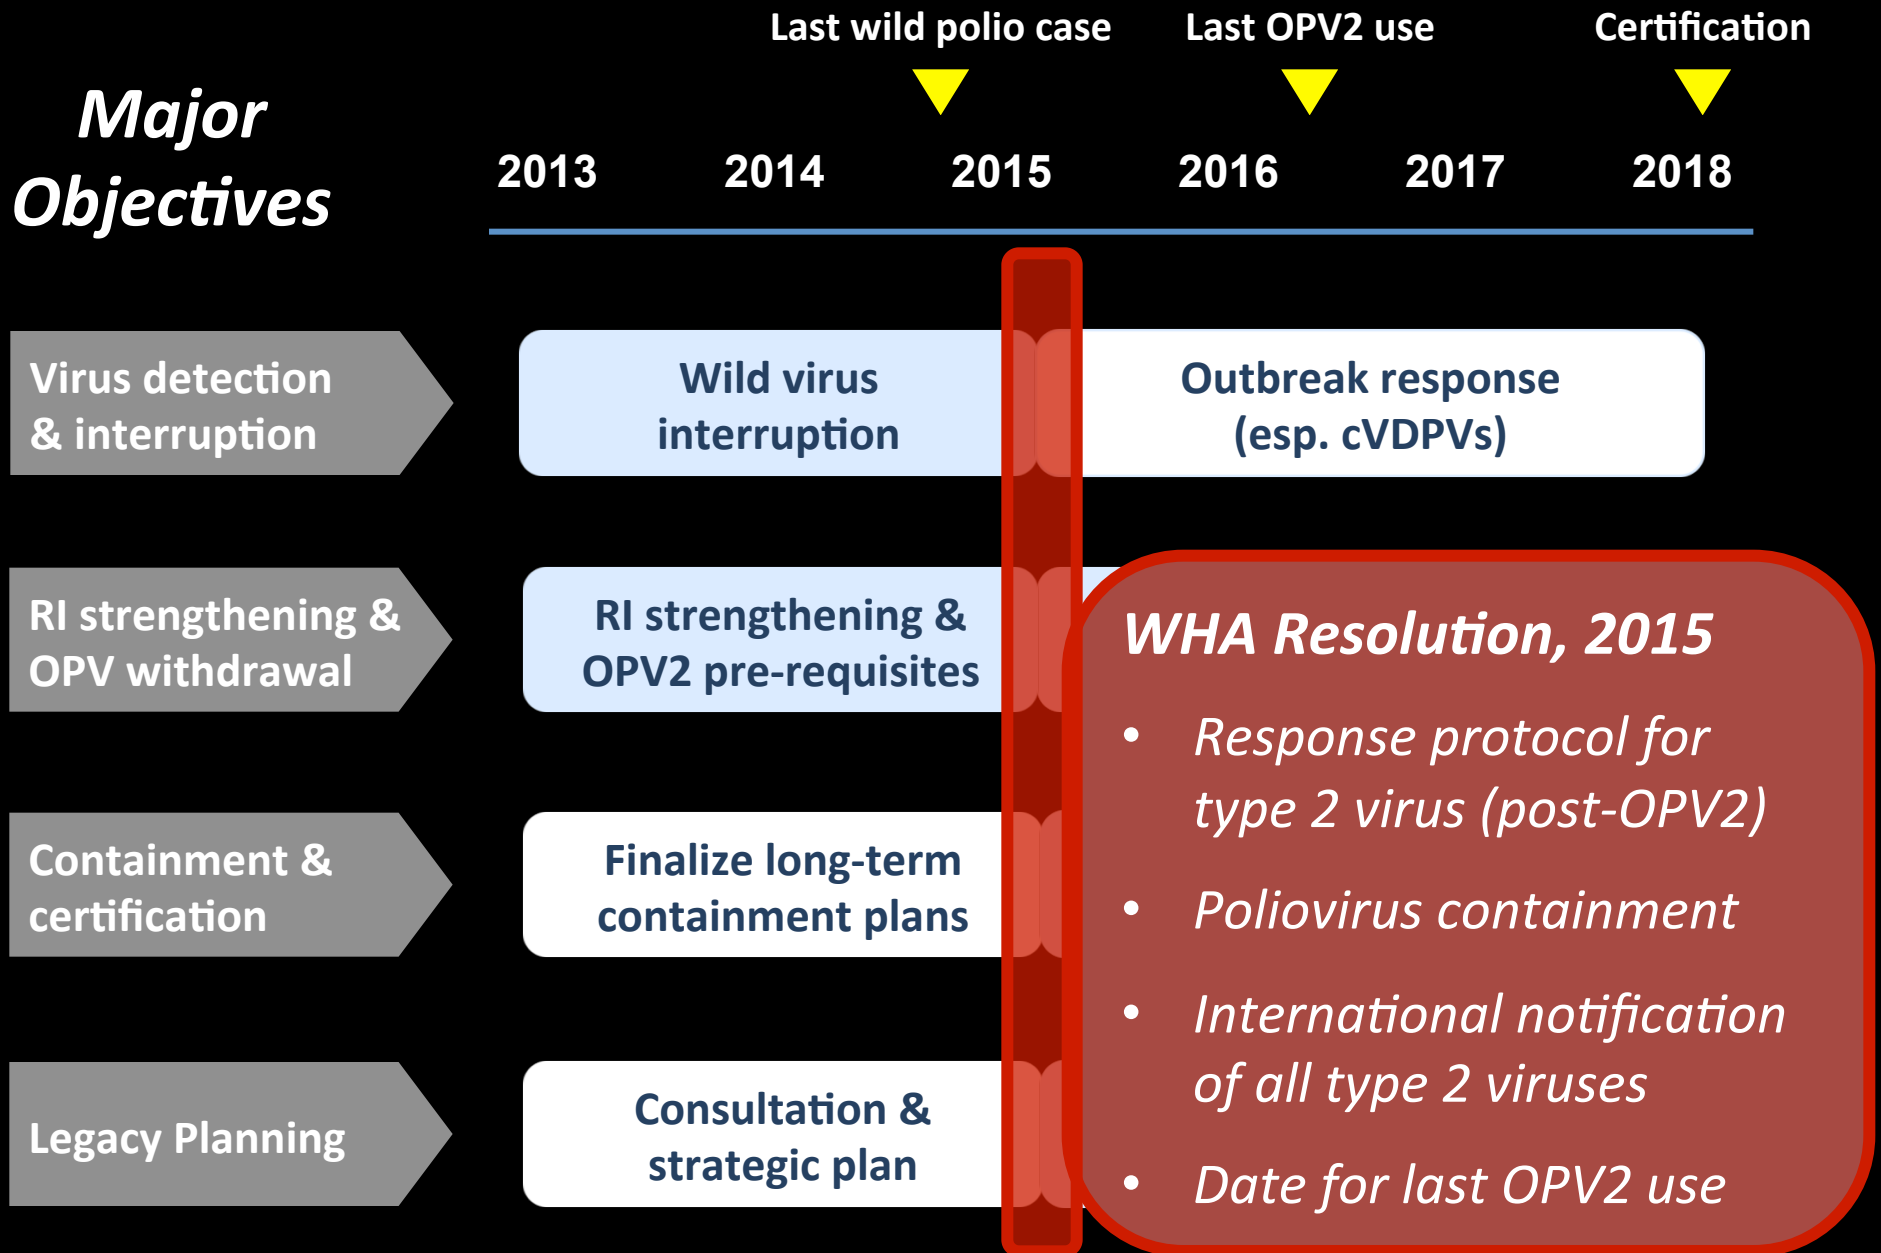 Last wild polio case Last OPV2 use Certification
Major
Objectives
2013 2014 2015 2016 2017 2018
Virus detection
& interruption
Wild virus
interruption
Outbreak response
(esp. cVDPVs)
RI strengthening &
OPV withdrawal
RI strengthening &
OPV2 pre-requisites
Containment &
certification
Finalize long-term
containment plans
Legacy Planning
Consultation &
strategic plan
WHA Resolution, 2015
• Response protocol for
type 2 virus (post-OPV2)
• Poliovirus containment
• International notification
of all type 2 viruses
• Date for last OPV2 use